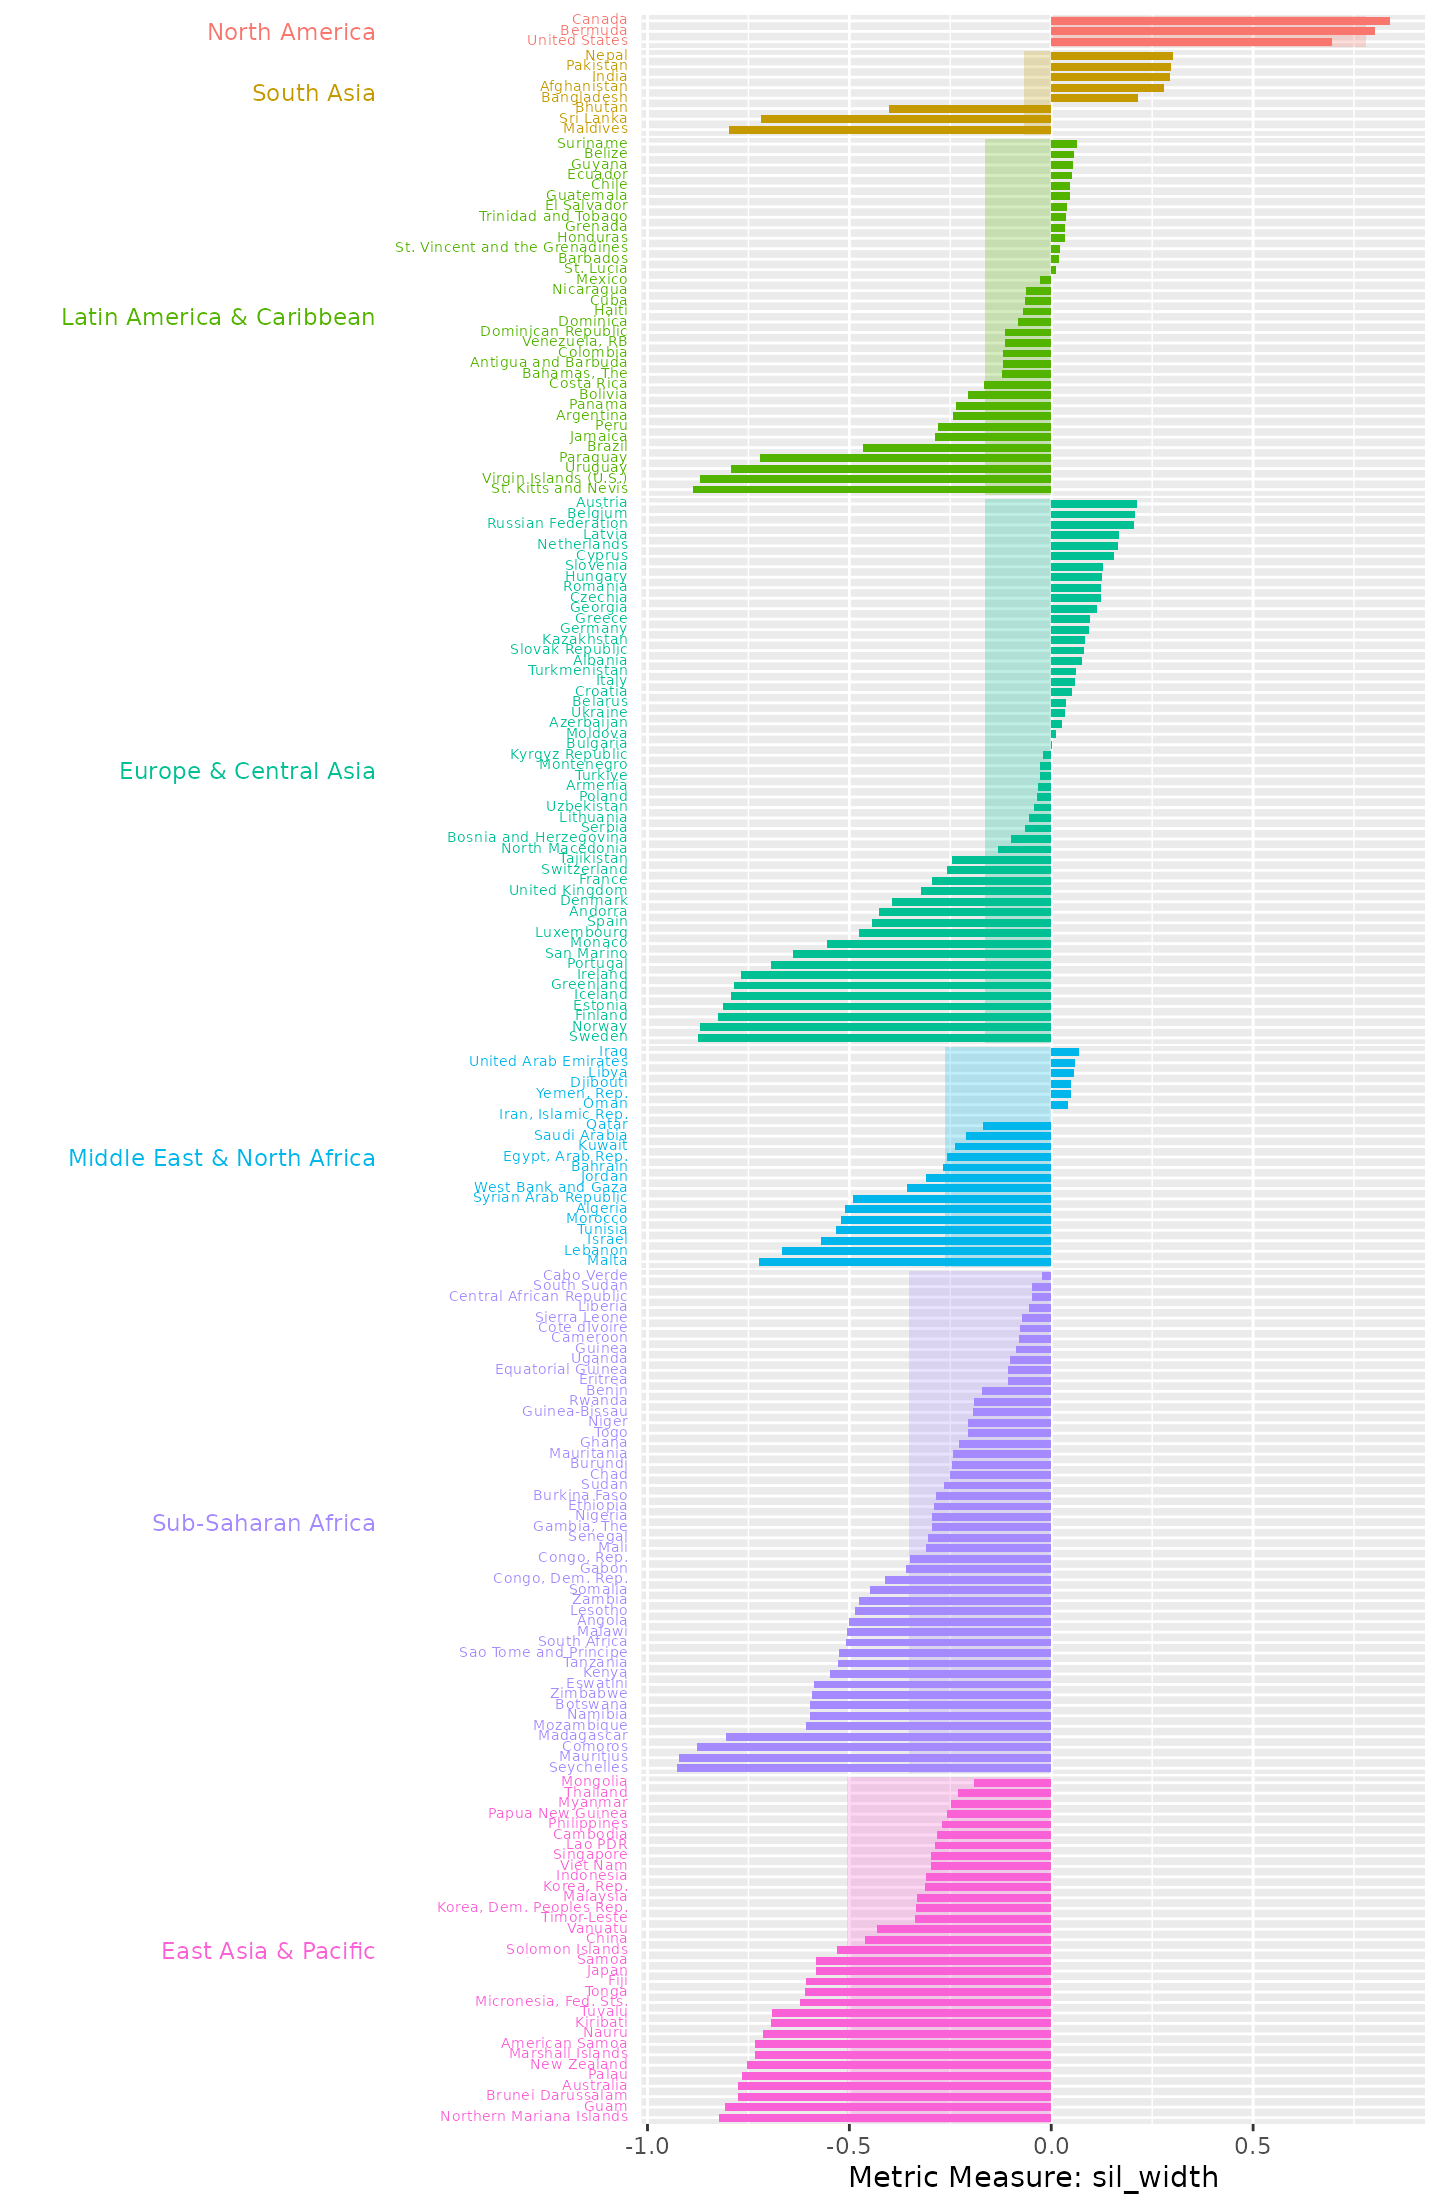 North America
Canada
Bermuda
United States
South Asia
Nepal
Pakistan
India
Afghanistan
Bangladesh
Bhutan
Sri Lanka
Maldives
Latin America & Caribbean
Suriname
Belize
Guyana
Ecuador
Chile
Guatemala
El Salvador
Trinidad and Tobago
Grenada
Honduras
St. Vincent and the Grenadines
Barbados
St. Lucia
Mexico
Nicaragua
Cuba
Haiti
Dominica
Dominican Republic
Venezuela, RB
Colombia
Antigua and Barbuda
Bahamas, The
Costa Rica
Bolivia
Panama
Argentina
Peru
Jamaica
Brazil
Paraguay
Uruguay
Virgin Islands (U.S.)
St. Kitts and Nevis
Europe & Central Asia
Austria
Belgium
Russian Federation
Latvia
Netherlands
Cyprus
Slovenia
Hungary
Romania
Czechia
Georgia
Greece
Germany
Kazakhstan
Slovak Republic
Albania
Turkmenistan
Italy
Croatia
Belarus
Ukraine
Azerbaijan
Moldova
Bulgaria
Kyrgyz Republic
Montenegro
Turkiye
Armenia
Poland
Uzbekistan
Lithuania
Serbia
Bosnia and Herzegovina
North Macedonia
Tajikistan
Switzerland
France
United Kingdom
Denmark
Andorra
Spain
Luxembourg
Monaco
San Marino
Portugal
Ireland
Greenland
Iceland
Estonia
Finland
Norway
Sweden
Middle East & North Africa
Iraq
United Arab Emirates
Libya
Djibouti
Yemen, Rep.
Oman
Iran, Islamic Rep.
Qatar
Saudi Arabia
Kuwait
Egypt, Arab Rep.
Bahrain
Jordan
West Bank and Gaza
Syrian Arab Republic
Algeria
Morocco
Tunisia
Israel
Lebanon
Malta
Sub-Saharan Africa
Cabo Verde
South Sudan
Central African Republic
Liberia
Sierra Leone
Cote dIvoire
Cameroon
Guinea
Uganda
Equatorial Guinea
Eritrea
Benin
Rwanda
Guinea-Bissau
Niger
Togo
Ghana
Mauritania
Burundi
Chad
Sudan
Burkina Faso
Ethiopia
Nigeria
Gambia, The
Senegal
Mali
Congo, Rep.
Gabon
Congo, Dem. Rep.
Somalia
Zambia
Lesotho
Angola
Malawi
South Africa
Sao Tome and Principe
Tanzania
Kenya
Eswatini
Zimbabwe
Botswana
Namibia
Mozambique
Madagascar
Comoros
Mauritius
Seychelles
East Asia & Pacific
Mongolia
Thailand
Myanmar
Papua New Guinea
Philippines
Cambodia
Lao PDR
Singapore
Viet Nam
Indonesia
Korea, Rep.
Malaysia
Korea, Dem. Peoples Rep.
Timor-Leste
Vanuatu
China
Solomon Islands
Samoa
Japan
Fiji
Tonga
Micronesia, Fed. Sts.
Tuvalu
Kiribati
Nauru
American Samoa
Marshall Islands
New Zealand
Palau
Australia
Brunei Darussalam
Guam
Northern Mariana Islands
-1.0 -0.5 0.0 0.5
Metric Measure: sil_width